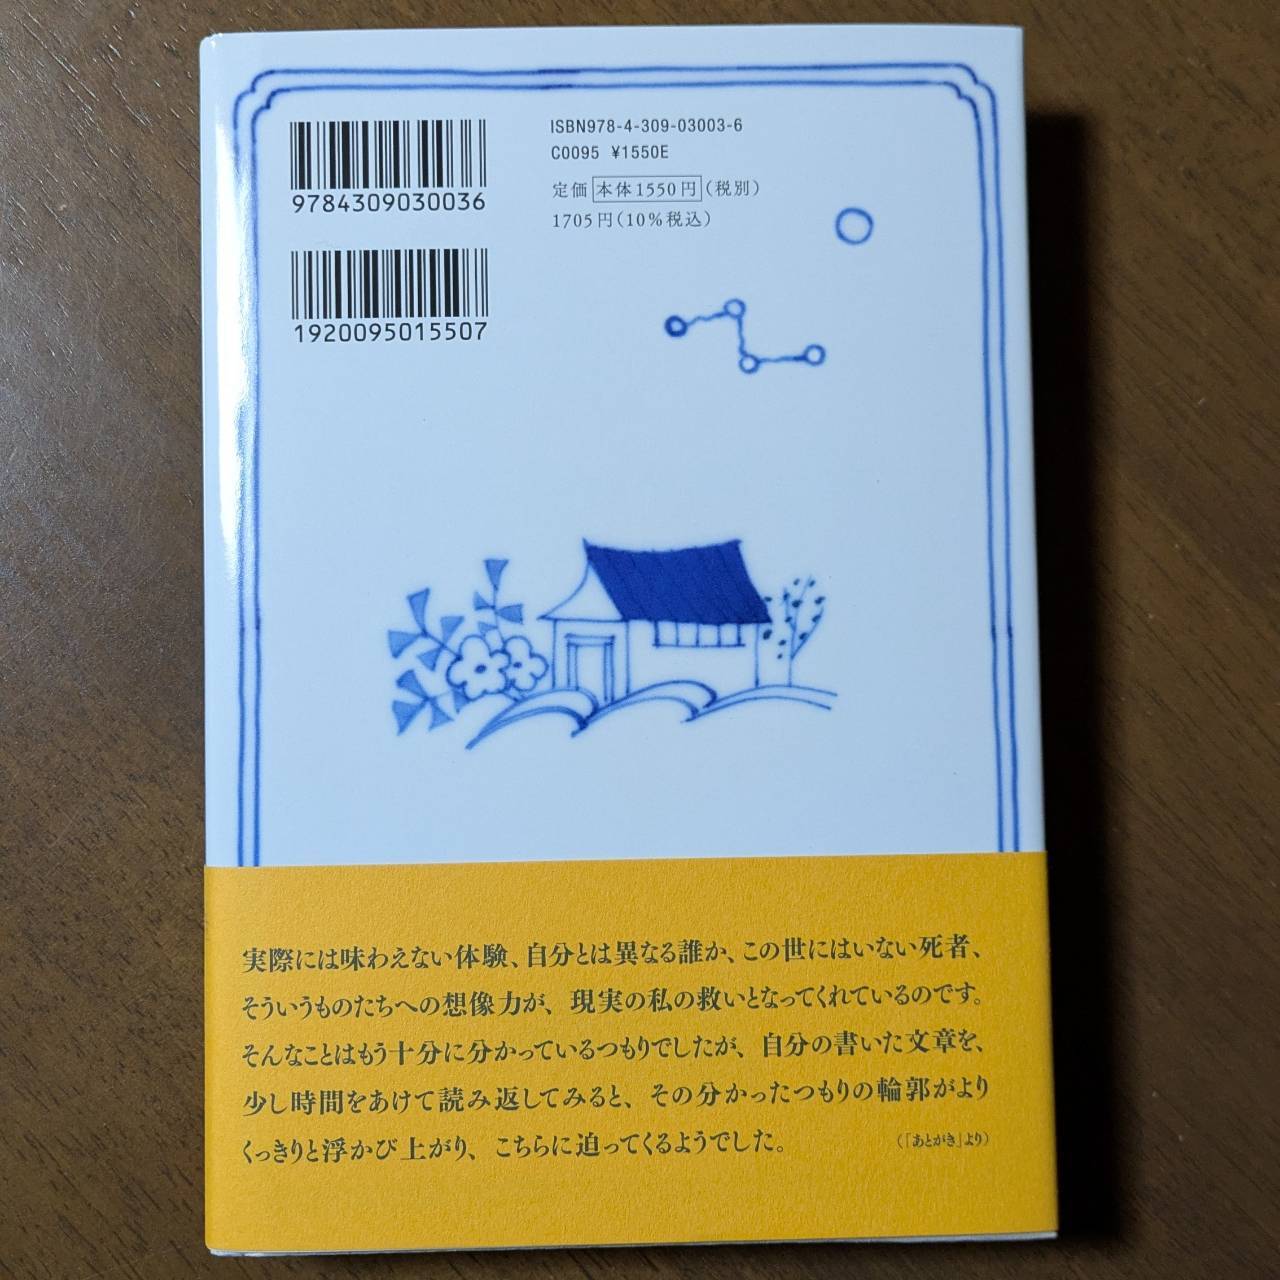 9784309030036
1920095015507
ISBN978-4-309-03003-6
C0095 ¥1550E
定価 本体1550円(税別)
1705円(10%税込)
実際には味わえない体験、自分とは異なる誰か、この世にはいない死者、
そういうものたちへの想像力が、現実の私の救いとなってくれているのです。
そんなことはもう十分に分かっているつもりでしたが、自分の書いた文章を、
少し時間をあけて読み返してみると、その分かったつもりの輪郭がより
くっきりと浮かび上がり、こちらに迫ってくるようでした。
(「あとがき」より)